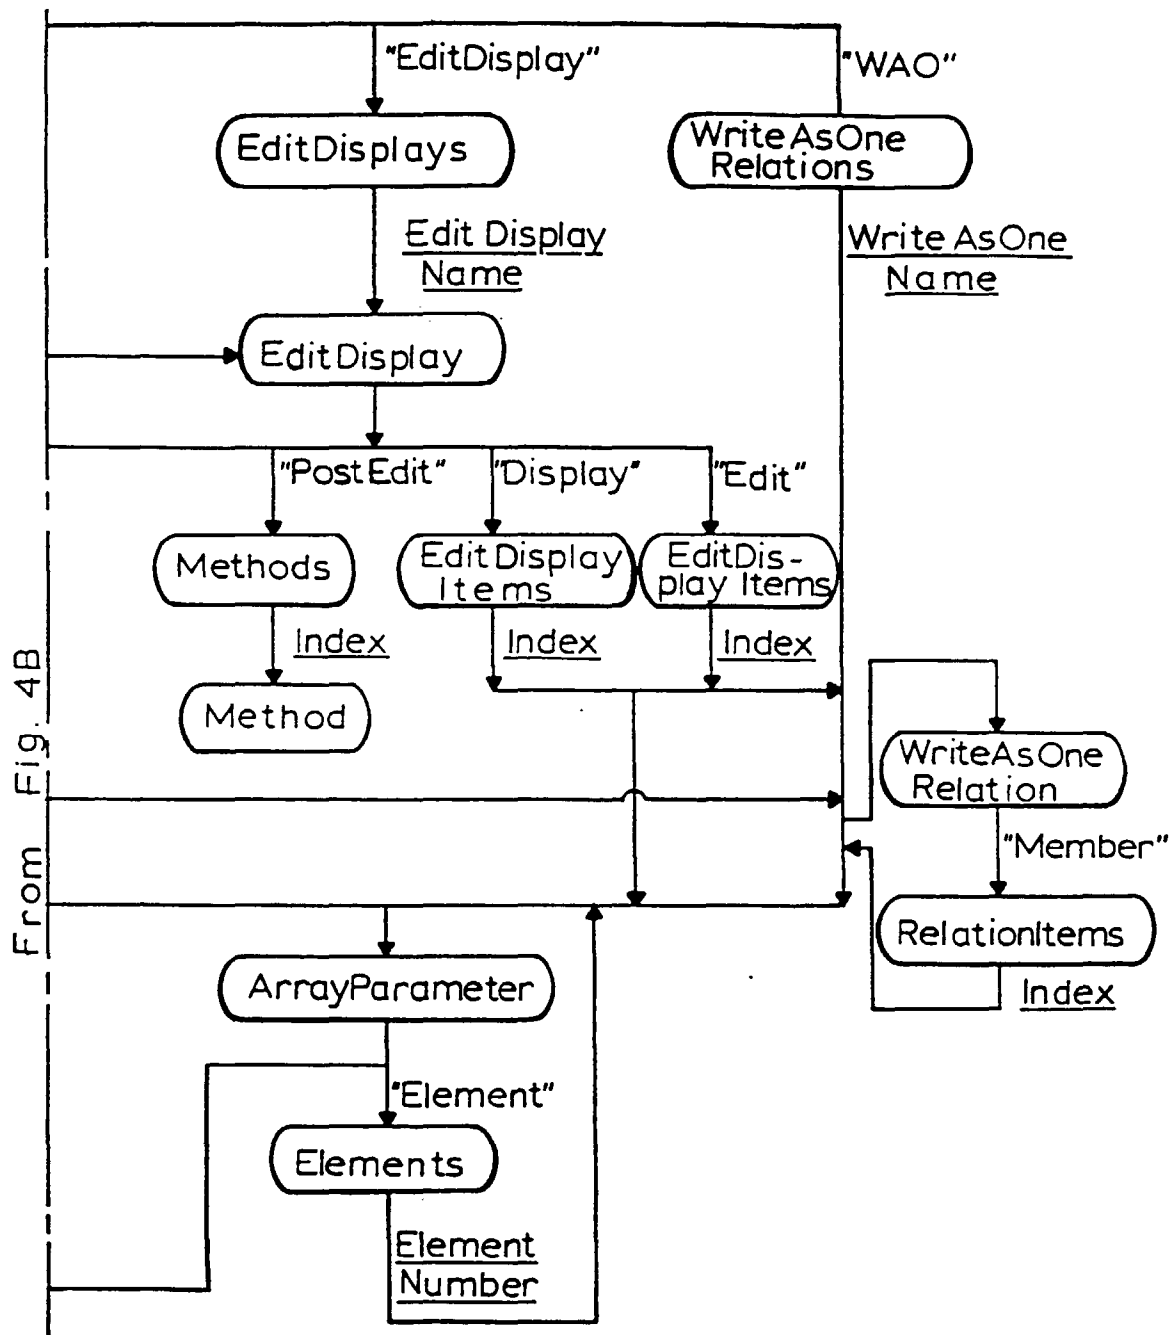 "EditDisplay"
"WAO"
EditDisplays
WriteAsOne
Relations
Edit Display
Name
Write AsOne
Name
EditDisplay
"PostEdit"
"Display"
"Edit"
Methods
EditDisplay
Items
EditDis-
play Items
Index
Index
Index
Method
From Fig. 4B
WriteAsOne
Relation
"Member"
RelationItems
Index
ArrayParameter
"Element"
Elements
Element
Number